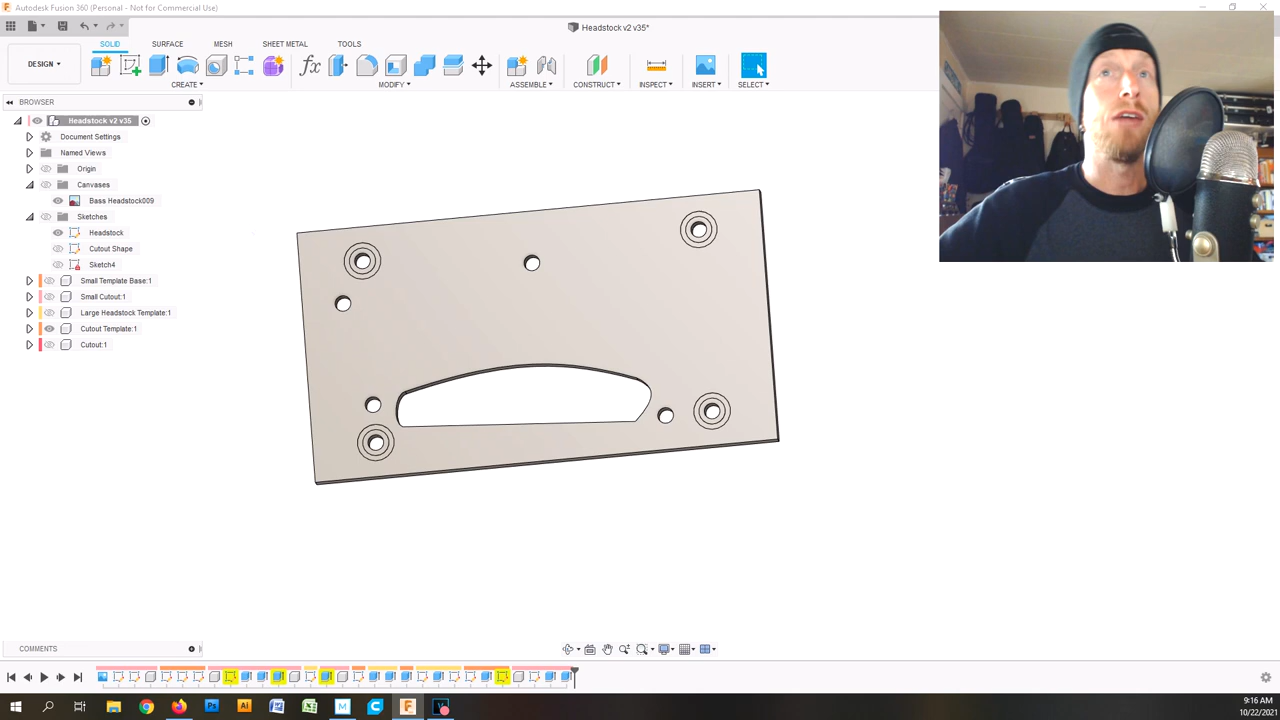 Autodesk Fusion 360 (Personal - Not for Commercial Use)
Headstock v2 v35*
SOLID SURFACE MESH SHEET METAL TOOLS
DESIGN
CREATE MODIFY ASSEMBLE CONSTRUCT INSPECT INSERT SELECT
BROWSER
Headstock v2 v35
Document Settings
Named Views
Origin
Canvases
Bass Headstock009
Sketches
Headstock
Cutout Shape
Sketch4
Small Template Base:1
Small Cutout:1
Large Headstock Template:1
Cutout Template:1
Cutout:1
COMMENTS
9:16 AM
10/22/2021